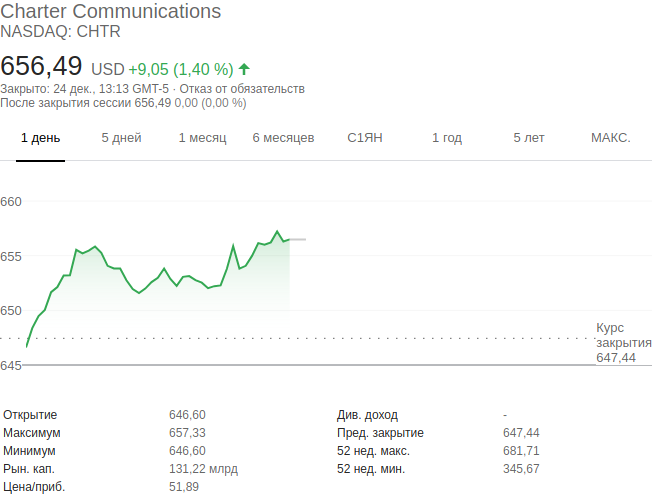 Charter Communications
NASDAQ: CHTR
656,49 USD +9,05 (1,40 %)
Закрыто: 24 дек., 13:13 GMT-5 · Отказ от обязательств
После закрытия сессии 656,49 0,00 (0,00 %)
1 день 5 дней 1 месяц 6 месяцев С1ЯН 1 год 5 лет МАКС.
660
655
650
Курс
закрытия
647,44
645
Открытие 646,60 Див. доход -
Максимум 657,33 Пред. закрытие 647,44
Минимум 646,60 52 нед. макс. 681,71
Рын. кап. 131,22 млрд 52 нед. мин. 345,67
Цена/приб. 51,89